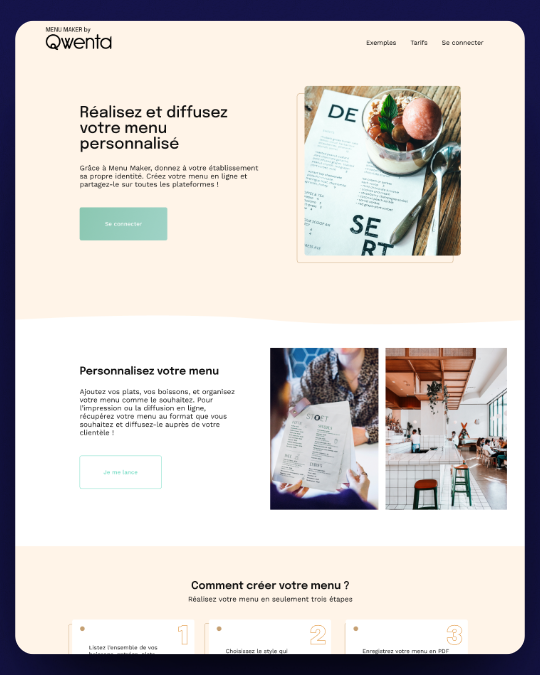 MENU MAKER by
Qwenta
Exemples Tarifs Se connecter
Réalisez et diffusez
votre menu
personnalisé
Grâce à Menu Maker, donnez à votre établissement
sa propre identité. Créez votre menu en ligne et
partagez-le sur toutes les plateformes !
Se connecter
DE
SE
RT
Personnalisez votre menu
Ajoutez vos plats, vos boissons, et organisez
votre menu comme le souhaitez. Pour
l'impression ou la diffusion en ligne,
récupérez votre menu au format que vous
souhaitez et diffusez-le auprès de votre
clientèle !
Je me lance
Comment créer votre menu ?
Réalisez votre menu en seulement trois étapes
1
2
3
Listez l'ensemble de vos
Choisissez le style qui
Enregistrez votre menu en PDF